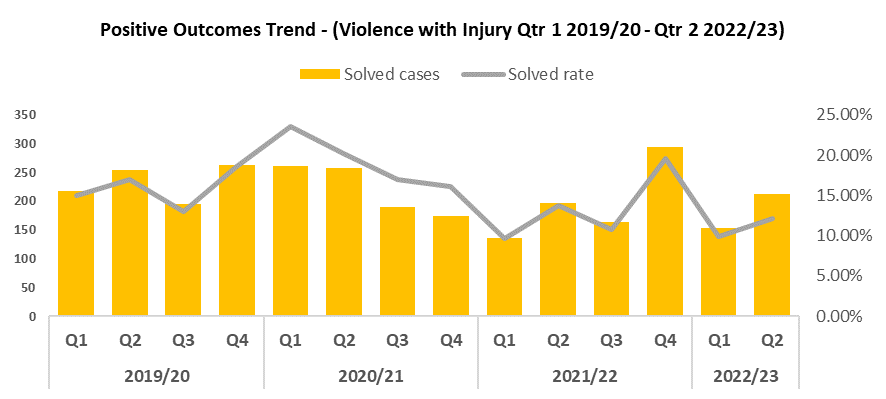 Positive Outcomes Trend - (Violence with Injury Qtr 1 2019/20 - Qtr 2 2022/23)
Solved cases Solved rate
350 25.00%
300
250 20.00%
200 15.00%
150 10.00%
100
50 5.00%
0 0.00%
Q1 Q2 Q3 Q4 Q1 Q2 Q3 Q4 Q1 Q2 Q3 Q4 Q1 Q2
2019/20 2020/21 2021/22 2022/23